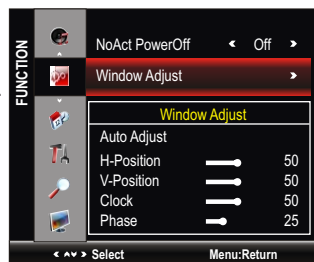 FUNCTION
NoAct PowerOff < Off >
Window Adjust >
Window Adjust
Auto Adjust
H-Position 50
V-Position 50
Clock 50
Phase 25
Select Menu:Return